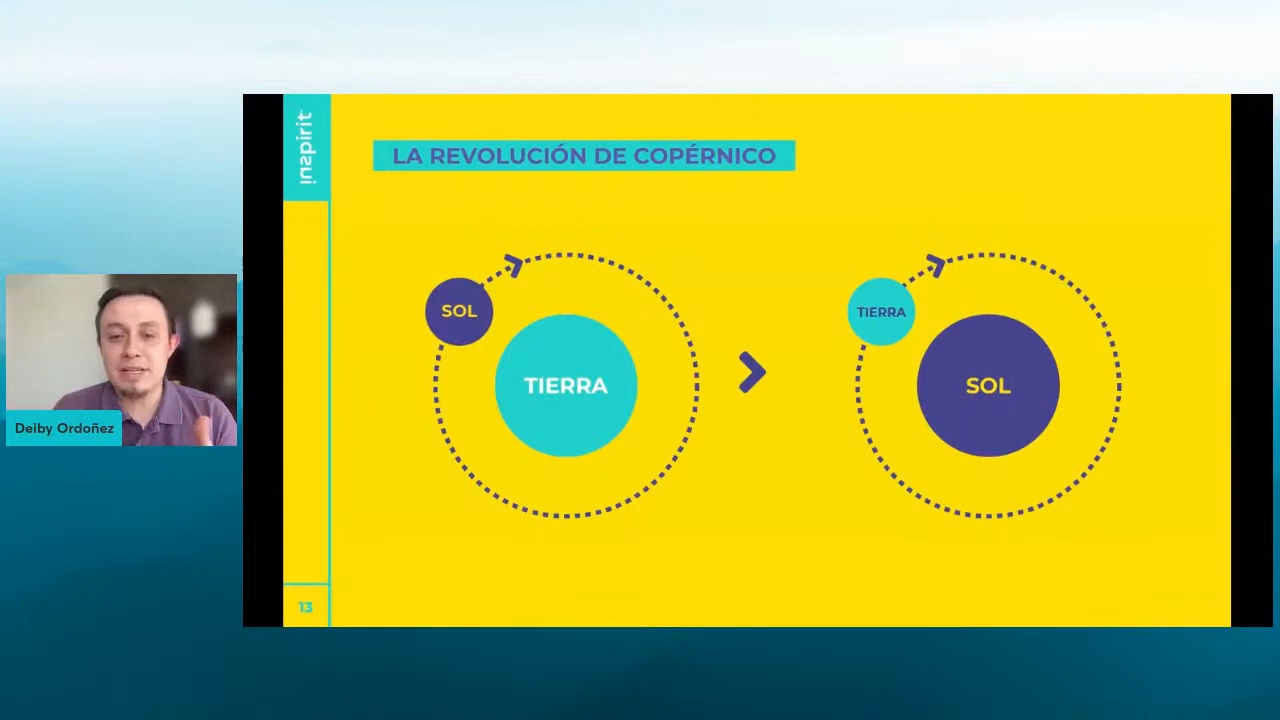 inspirit
LA REVOLUCIÓN DE COPÉRNICO
SOL
TIERRA
TIERRA
SOL
Deiby Ordoñez
13